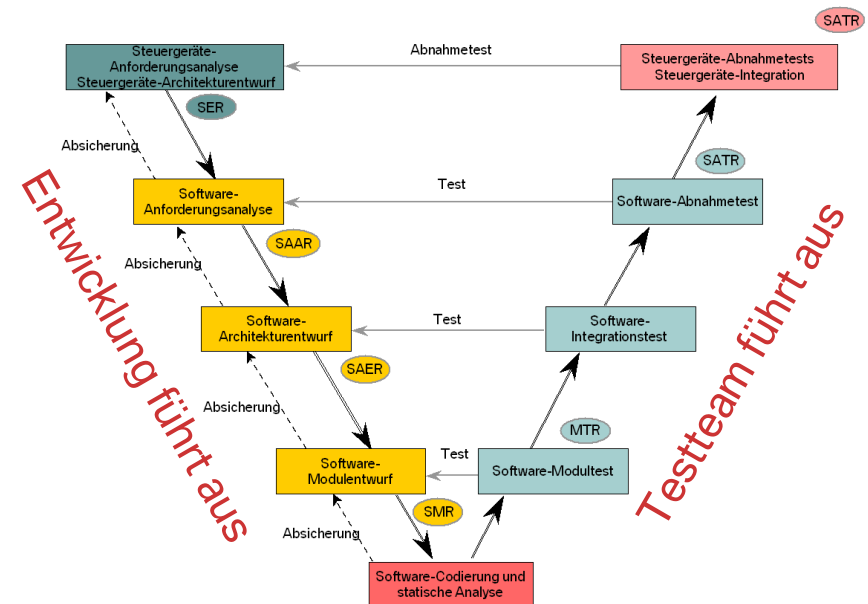 SATR
Steuergeräte-
Anforderungsanalyse
Steuergeräte-Architekturentwurf
Abnahmetest
Steuergeräte-Abnahmetests
Steuergeräte-Integration
SER
Absicherung
SATR
Software-
Anforderungsanalyse
Test
Software-Abnahmetest
SAAR
Absicherung
Software-
Architekturentwurf
Test
Software-
Integrationstest
SAER
Absicherung
MTR
Software-
Modulentwurf
Test
Software-Modultest
SMR
Absicherung
Software-Codierung und
statische Analyse
Entwicklung führt aus
Testteam führt aus